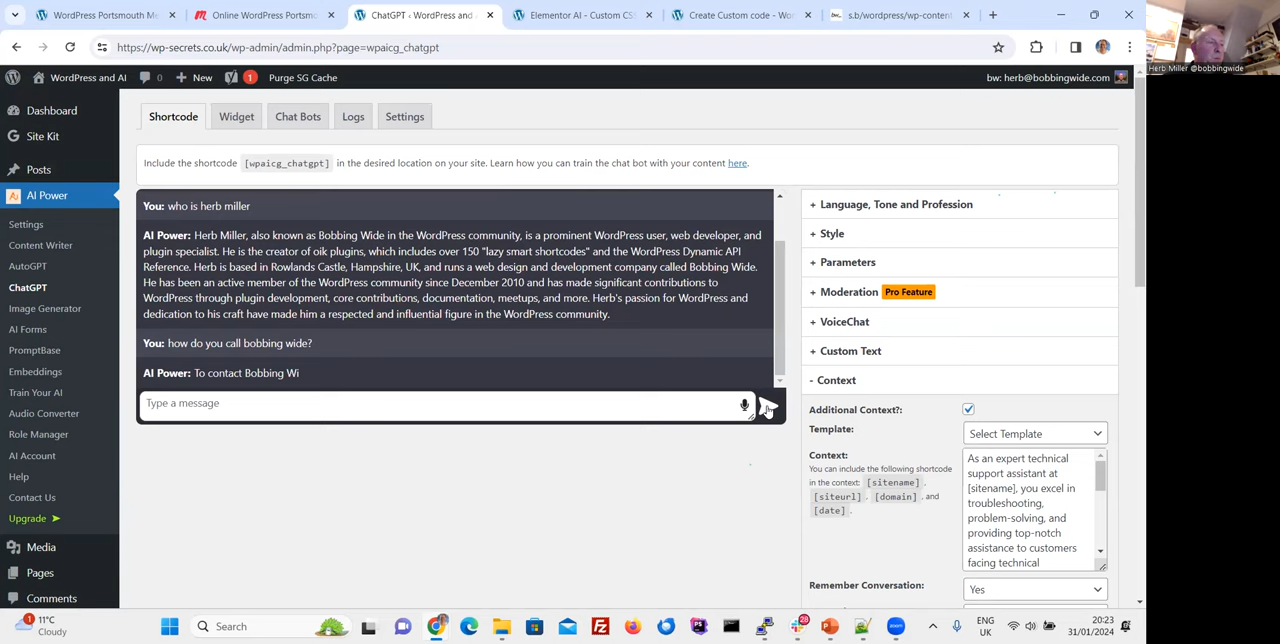 WordPress Portsmouth Me
Online WordPress Portsmo
ChatGPT ‹ WordPress and
Elementor AI - Custom CSS
Create Custom code - Wor
s.b/wordpress/wp-content
https://wp-secrets.co.uk/wp-admin/admin.php?page=wpaicg_chatgpt
Herb Miller @bobbingwide
WordPress and AI
0
New
1
Purge SG Cache
bw: herb@bobbingwide.com
Dashboard
Site Kit
Posts
AI Power
Settings
Content Writer
AutoGPT
ChatGPT
Image Generator
AI Forms
PromptBase
Embeddings
Train Your AI
Audio Converter
Role Manager
AI Account
Help
Contact Us
Upgrade ➤
Media
Pages
Comments
Shortcode
Widget
Chat Bots
Logs
Settings
Include the shortcode [wpaicg_chatgpt] in the desired location on your site. Learn how you can train the chat bot with your content here.
You: who is herb miller
AI Power: Herb Miller, also known as Bobbing Wide in the WordPress community, is a prominent WordPress user, web developer, and
plugin specialist. He is the creator of oik plugins, which includes over 150 "lazy smart shortcodes" and the WordPress Dynamic API
Reference. Herb is based in Rowlands Castle, Hampshire, UK, and runs a web design and development company called Bobbing Wide.
He has been an active member of the WordPress community since December 2010 and has made significant contributions to
WordPress through plugin development, core contributions, documentation, meetups, and more. Herb's passion for WordPress and
dedication to his craft have made him a respected and influential figure in the WordPress community.
You: how do you call bobbing wide?
AI Power: To contact Bobbing Wi
Type a message
+ Language, Tone and Profession
+ Style
+ Parameters
+ Moderation Pro Feature
+ VoiceChat
+ Custom Text
- Context
Additional Context?:
Template:
Select Template
Context:
You can include the following shortcode
in the context: [sitename],
[siteurl], [domain], and
[date].
As an expert technical
support assistant at
[sitename], you excel in
troubleshooting,
problem-solving, and
providing top-notch
assistance to customers
facing technical
Remember Conversation:
Yes
1
11°C
Cloudy
Search
28
zoom
ENG
UK
20:23
31/01/2024